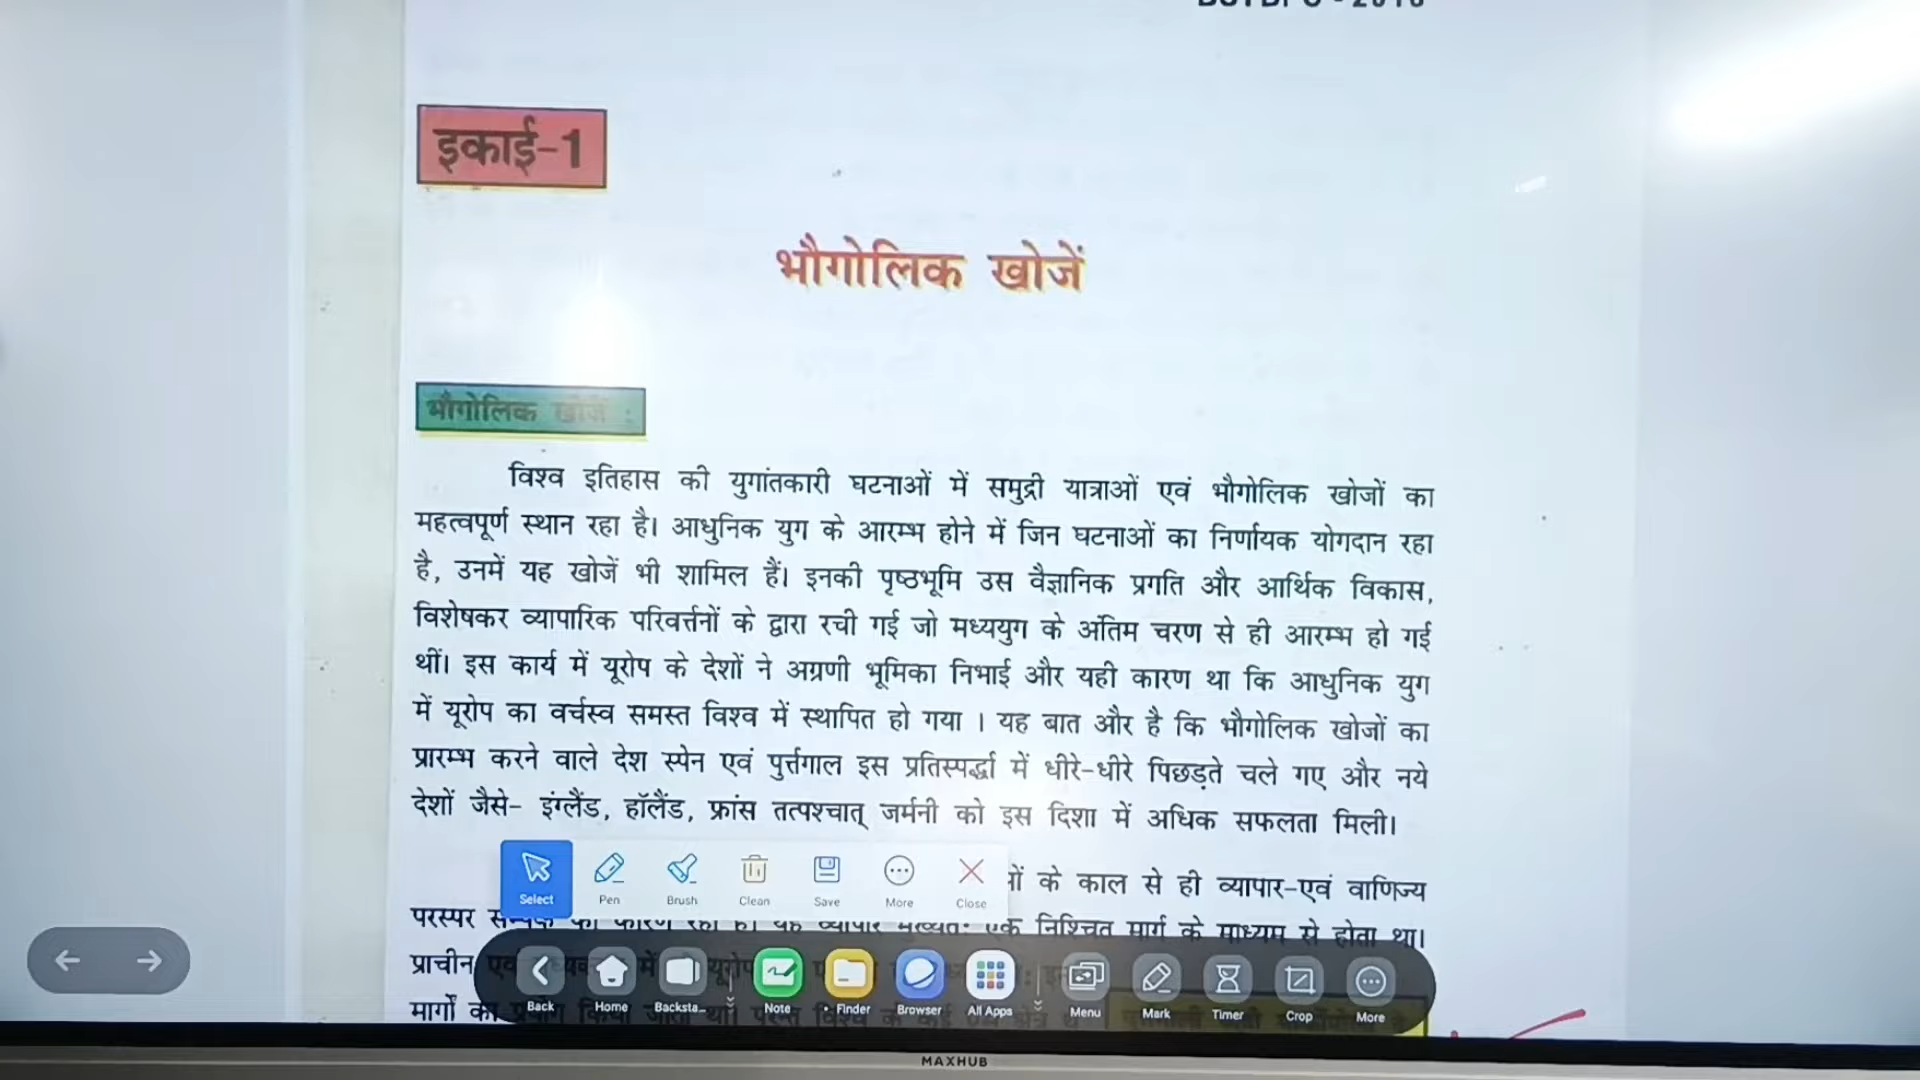 इकाई-1
भौगोलिक खोजें
भौगोलिक खोजें :
विश्व इतिहास की युगांतकारी घटनाओं में समुद्री यात्राओं एवं भौगोलिक खोजों का
महत्वपूर्ण स्थान रहा है। आधुनिक युग के आरम्भ होने में जिन घटनाओं का निर्णायक योगदान रहा
है, उनमें यह खोजें भी शामिल हैं। इनकी पृष्ठभूमि उस वैज्ञानिक प्रगति और आर्थिक विकास,
विशेषकर व्यापारिक परिवर्त्तनों के द्वारा रची गई जो मध्ययुग के अंतिम चरण से ही आरम्भ हो गई
थीं। इस कार्य में यूरोप के देशों ने अग्रणी भूमिका निभाई और यही कारण था कि आधुनिक युग
में यूरोप का वर्चस्व समस्त विश्व में स्थापित हो गया । यह बात और है कि भौगोलिक खोजों का
प्रारम्भ करने वाले देश स्पेन एवं पुर्त्तगाल इस प्रतिस्पर्द्धा में धीरे-धीरे पिछड़ते चले गए और नये
देशों जैसे- इंग्लैंड, हॉलैंड, फ्रांस तत्पश्चात् जर्मनी को इस दिशा में अधिक सफलता मिली।
के काल से ही व्यापार-एवं वाणिज्य
परस्पर एक निश्चित मार्ग के माध्यम से होता था।
प्राचीन
मार्गों
Select Pen Brush Clean Save More Close
Back Home Backsta... Note Finder Browser All Apps Menu Mark Timer Crop More
MAXHUB